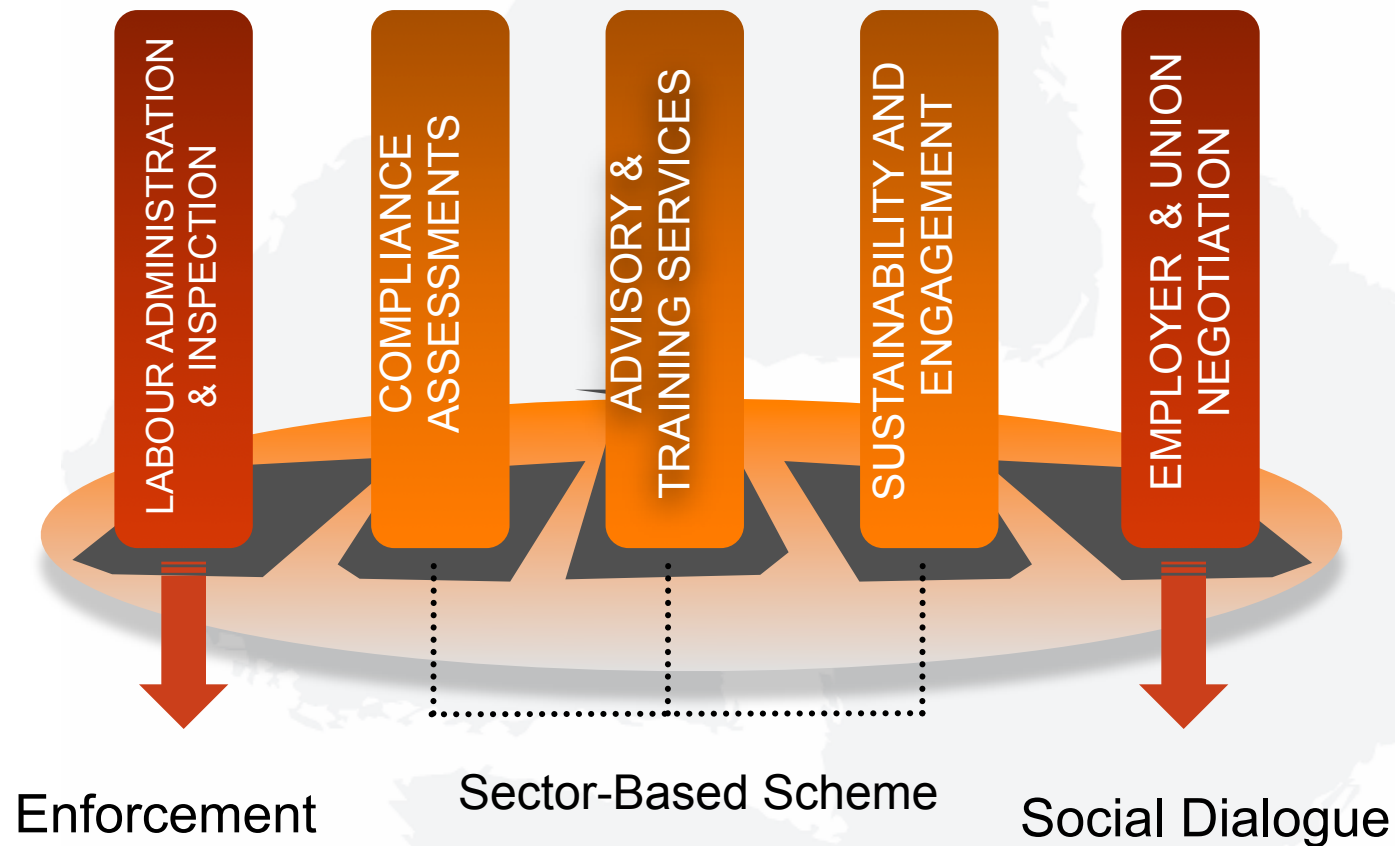 LABOUR ADMINISTRATION
& INSPECTION
COMPLIANCE
ASSESSMENTS
ADVISORY &
TRAINING SERVICES
SUSTAINABILITY AND
ENGAGEMENT
EMPLOYER & UNION
NEGOTIATION
Enforcement
Sector-Based Scheme
Social Dialogue